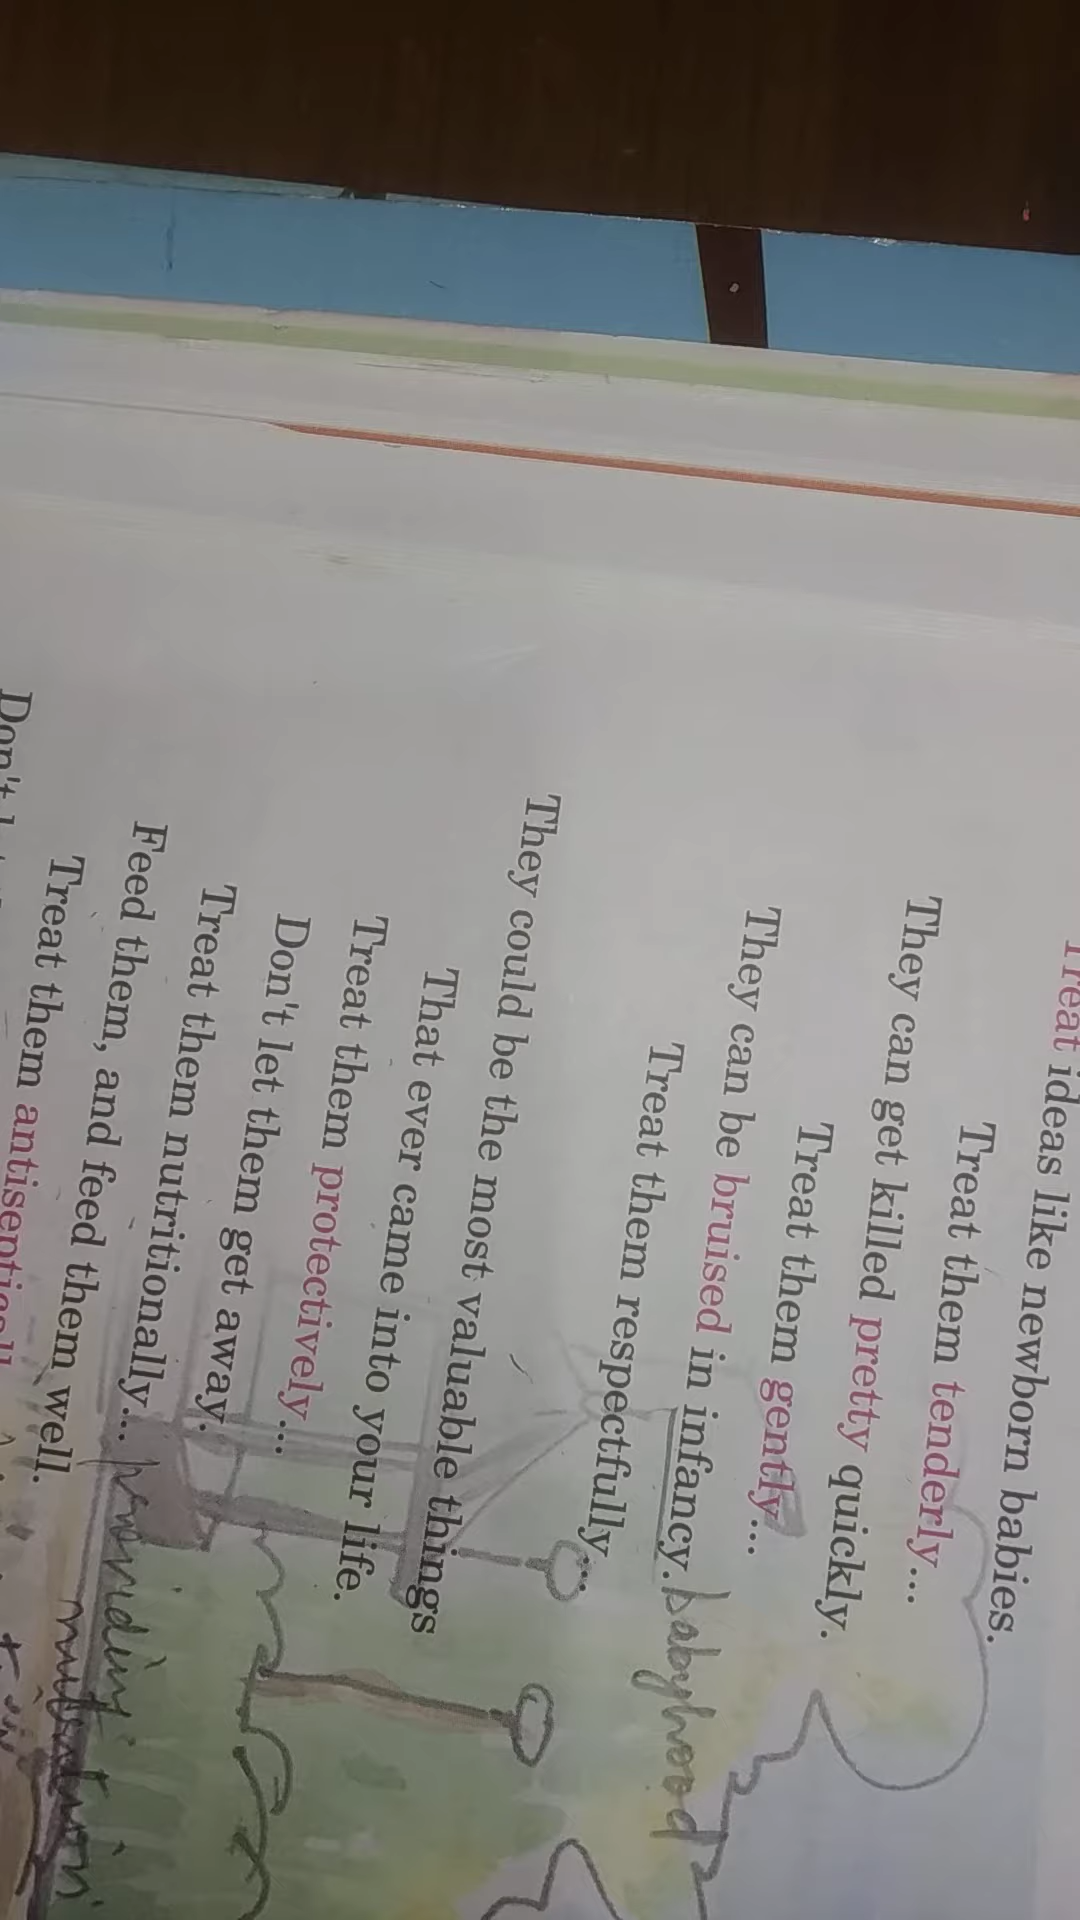 Treat ideas like newborn babies.
Treat them tenderly...
They can get killed pretty quickly.
Treat them gently...
They can be bruised in infancy. babyhood
Treat them respectfully...
They could be the most valuable things
That ever came into your life.
Treat them protectively...
Don't let them get away.
Treat them nutritionally... providing
Feed them, and feed them well.
Treat them antiseptically
Don't